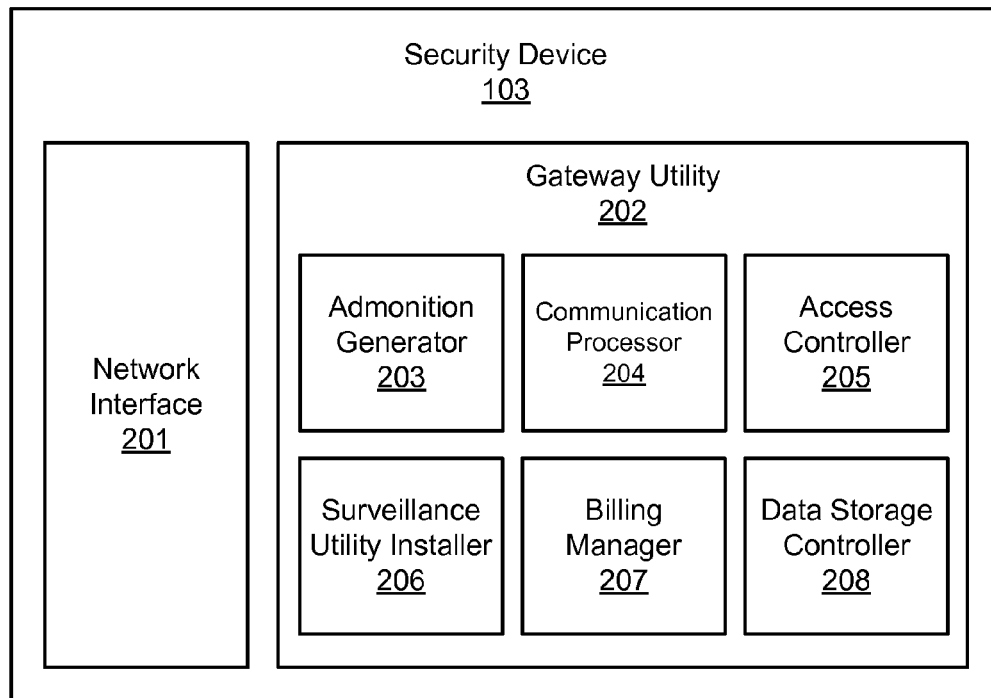 Security Device
103
Network
Interface
201
Gateway Utility
202
Admonition
Generator
203
Communication
Processor
204
Access
Controller
205
Surveillance
Utility Installer
206
Billing
Manager
207
Data Storage
Controller
208